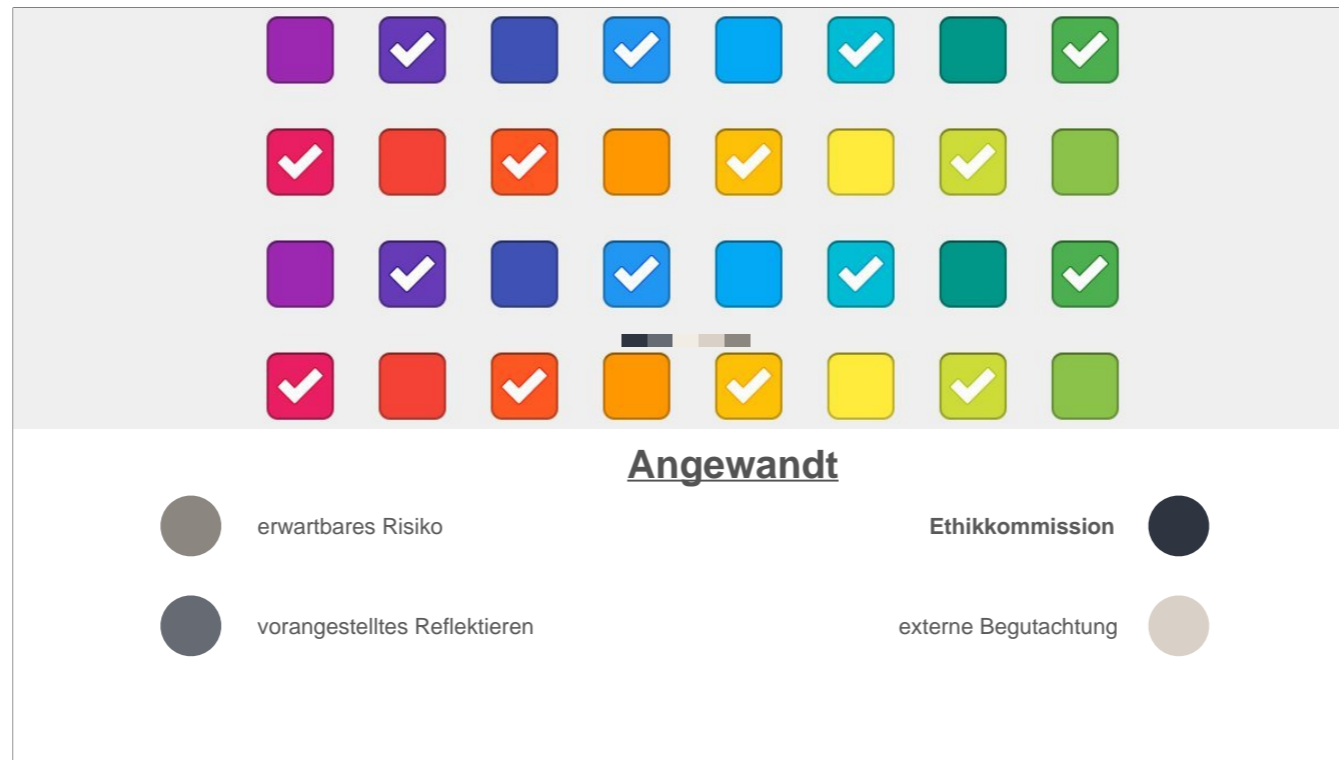 Angewandt
erwartbares Risiko
Ethikkommission
vorangestelltes Reflektieren
externe Begutachtung